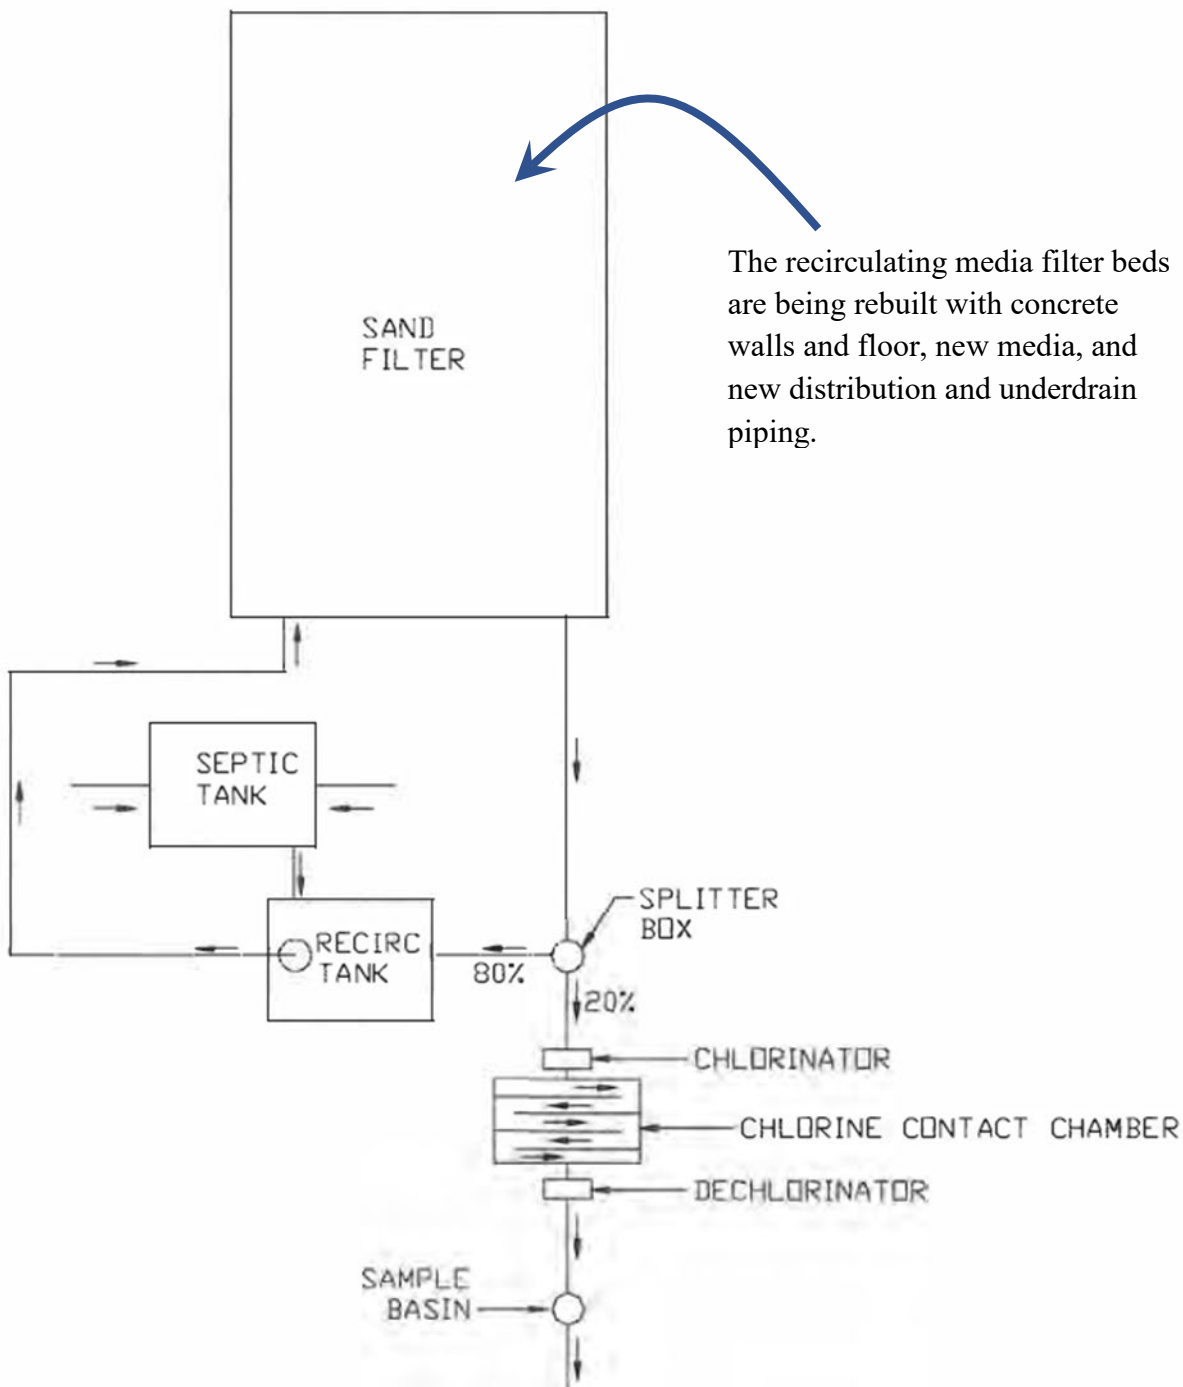 The recirculating media filter beds
are being rebuilt with concrete
walls and floor, new media, and
new distribution and underdrain
piping.
SAND
FILTER
SEPTIC
TANK
SPLITTER
BOX
RECIRC
TANK
80%
20%
CHLORINATOR
CHLORINE CONTACT CHAMBER
DECHLORINATOR
SAMPLE
BASIN